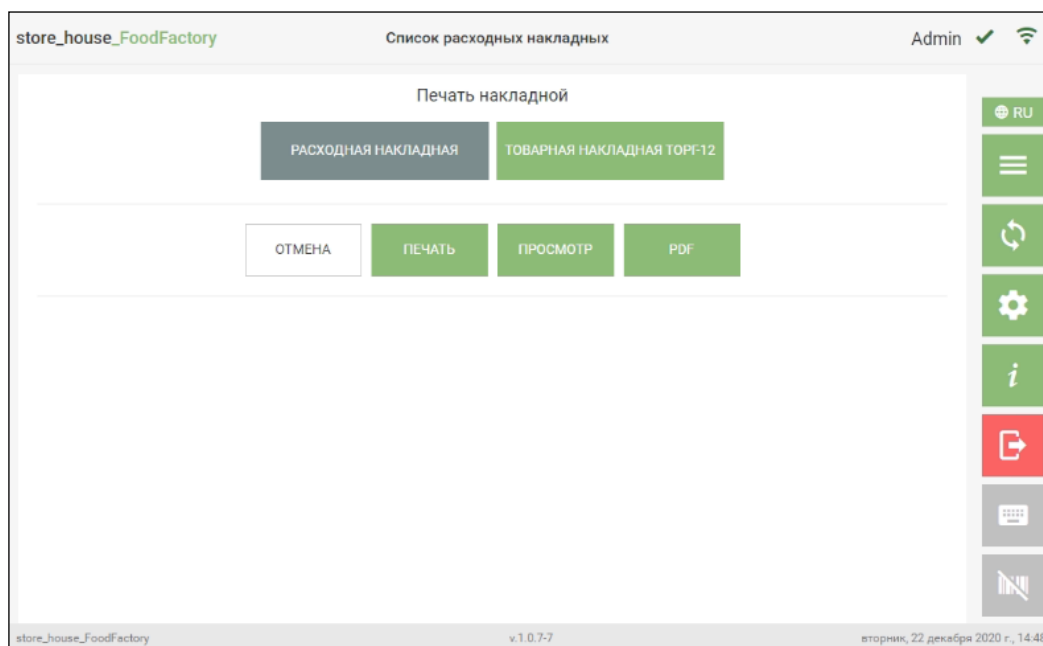 store_house_FoodFactory Список расходных накладных Admin
Печать накладной
RU
РАСХОДНАЯ НАКЛАДНАЯ ТОВАРНАЯ НАКЛАДНАЯ ТОРГ-12
ОТМЕНА ПЕЧАТЬ ПРОСМОТР PDF
i
store_house_FoodFactory v.1.0.7-7 вторник, 22 декабря 2020 г., 14:48